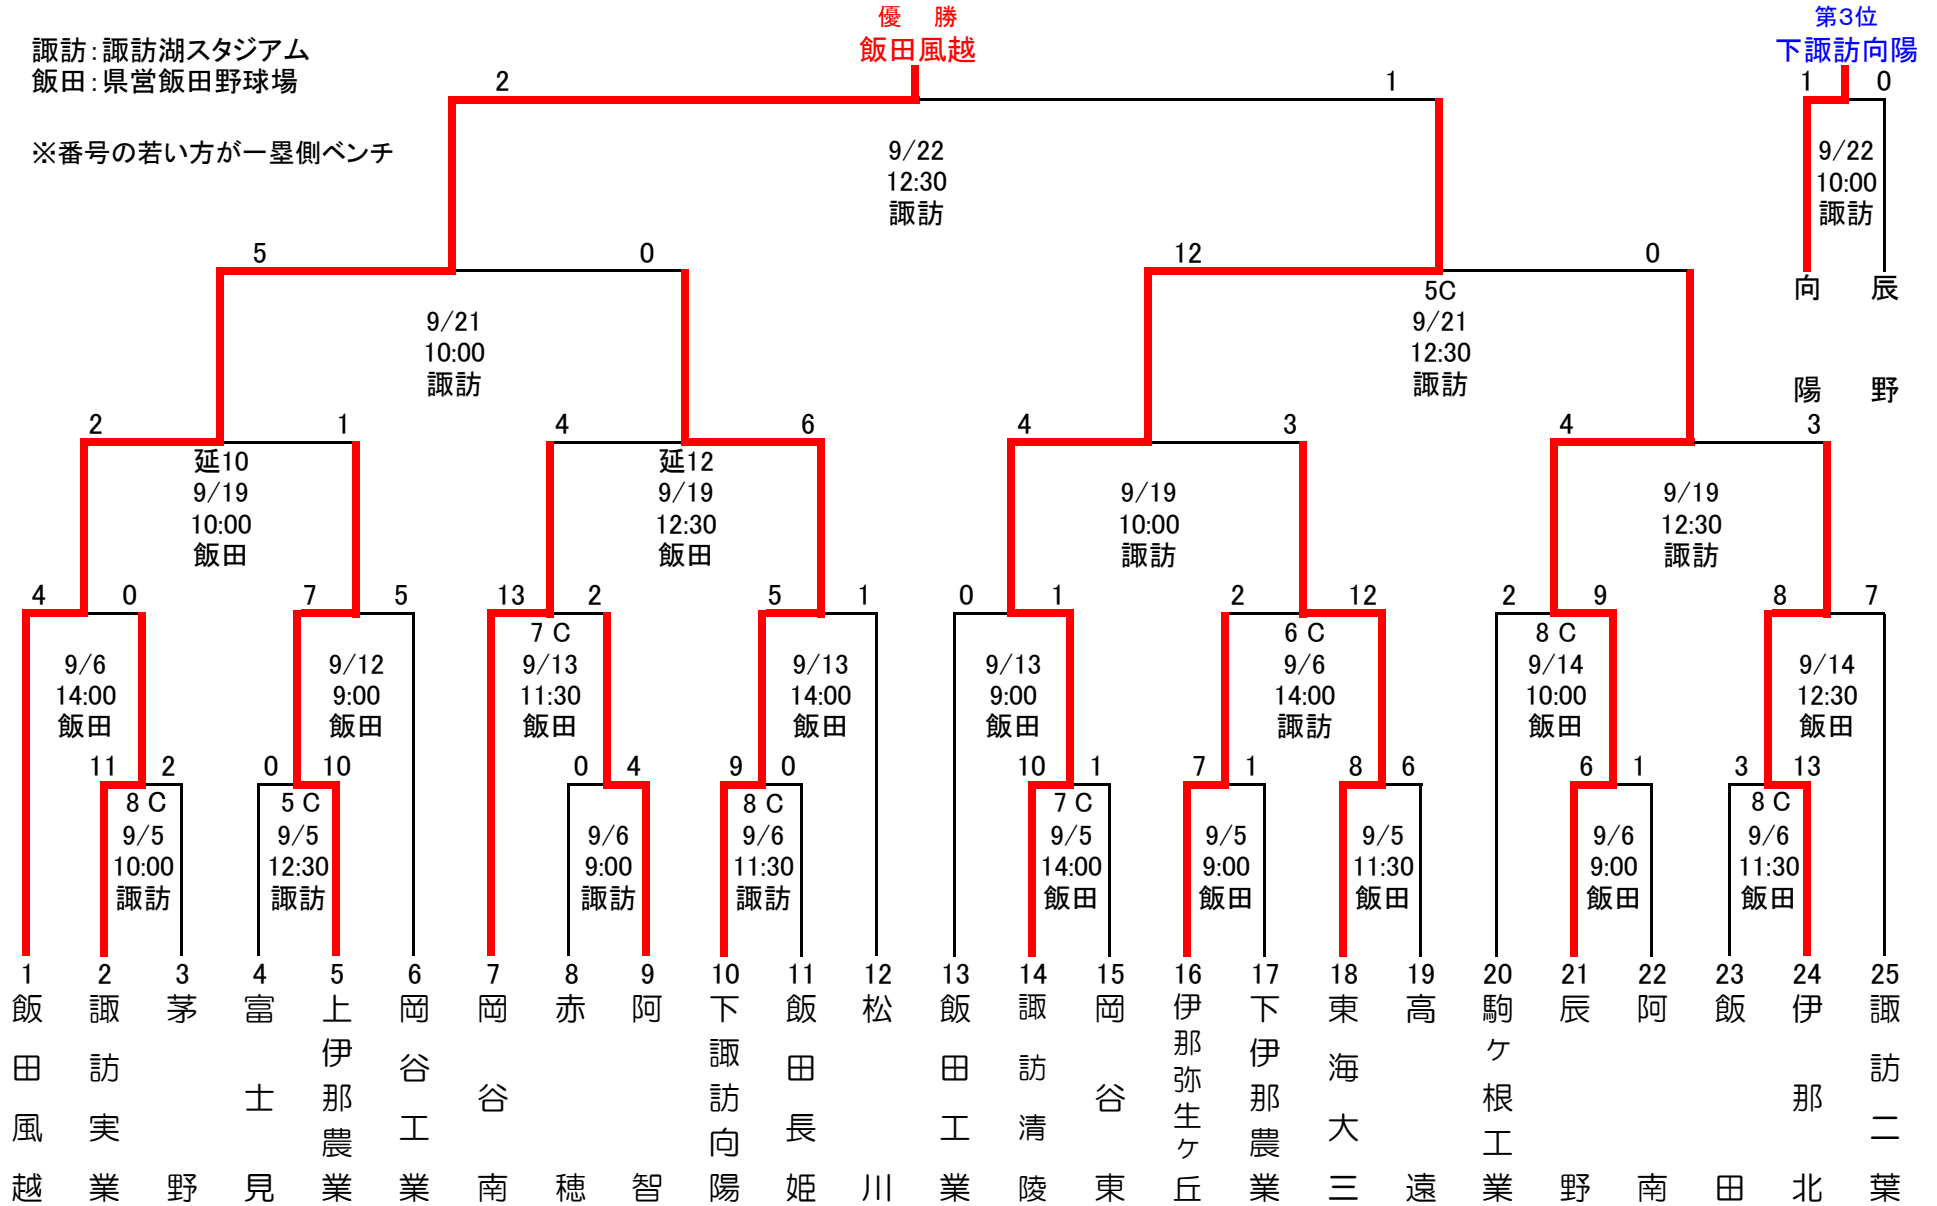 優　勝
飯田風越
第3位
下諏訪向陽
諏訪：諏訪湖スタジアム
飯田：県営飯田野球場
※番号の若い方が一塁側ベンチ
2 1
9/22
12:30
諏訪
1 0
9/22
10:00
諏訪
向陽
辰野
5 0
9/21
10:00
諏訪
12 0
5C
9/21
12:30
諏訪
2 1
延10
9/19
10:00
飯田
4 6
延12
9/19
12:30
飯田
4 3
9/19
10:00
諏訪
4 3
9/19
12:30
諏訪
4 0
9/6
14:00
飯田
7 5
9/12
9:00
飯田
13 2
7 C
9/13
11:30
飯田
5 1
9/13
14:00
飯田
0 1
9/13
9:00
飯田
2 12
6 C
9/6
14:00
諏訪
2 9
8 C
9/14
10:00
飯田
8 7
9/14
12:30
飯田
11 2
8 C
9/5
10:00
諏訪
0 10
5 C
9/5
12:30
諏訪
0 4
9/6
9:00
諏訪
9 0
8 C
9/6
11:30
諏訪
10 1
7 C
9/5
14:00
飯田
7 1
9/5
9:00
飯田
8 6
9/5
11:30
飯田
6 1
9/6
9:00
飯田
3 13
8 C
9/6
11:30
飯田
1 飯田風越
2 諏訪実業
3 茅野
4 富士見
5 上伊那農業
6 岡谷工業
7 岡谷南
8 赤穂
9 阿智
10 下諏訪向陽
11 飯田長姫
12 松川
13 飯田工業
14 諏訪清陵
15 岡谷東
16 伊那弥生ケ丘
17 下伊那農業
18 東海大三
19 高遠
20 駒ケ根工業
21 辰野
22 阿南
23 飯田
24 伊那北
25 諏訪二葉